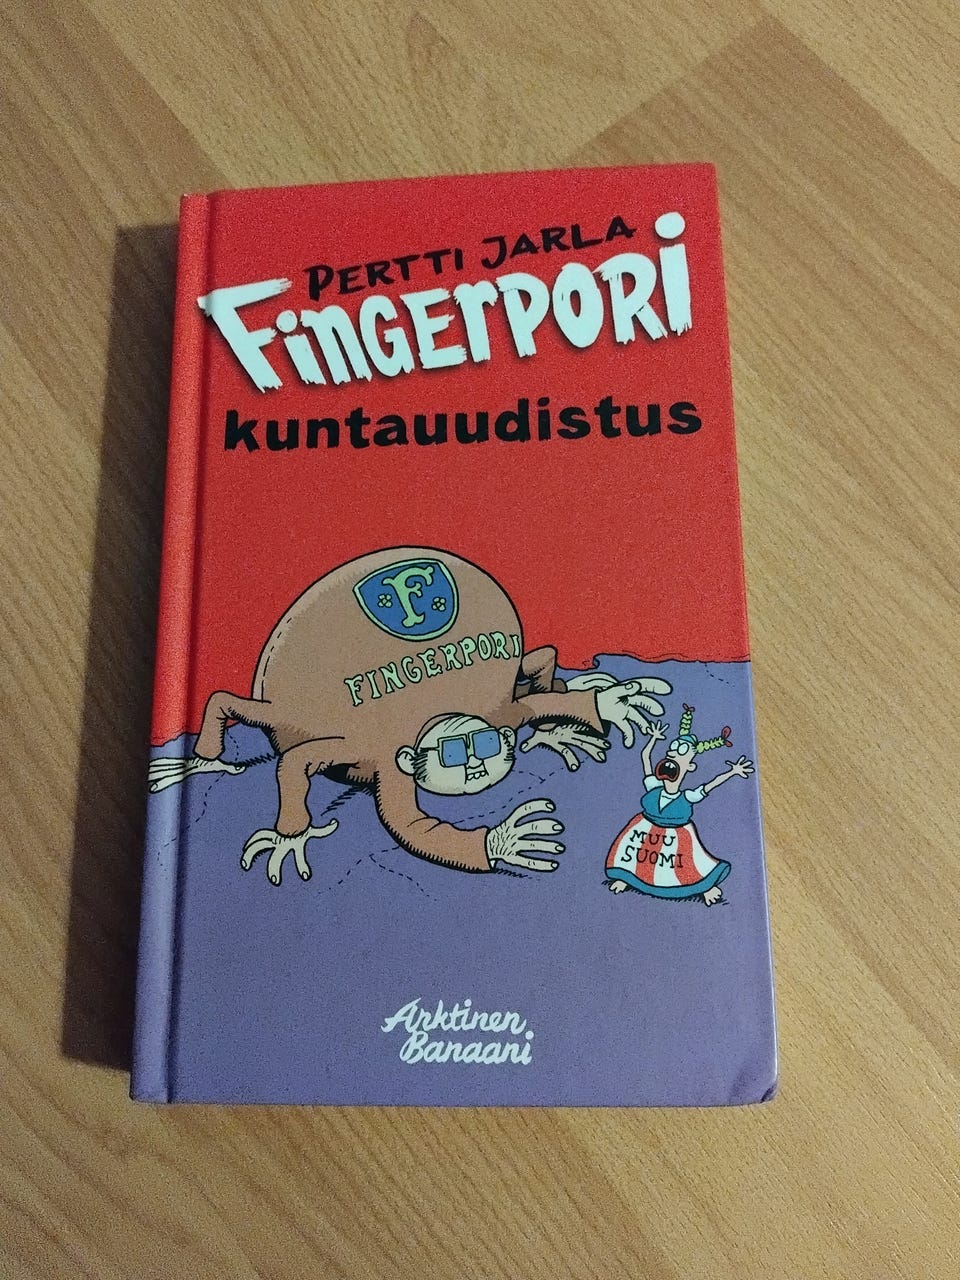 PERTTI JARLA
FINGERPORI
kuntauudistus
F
FINGERPORI
MUU
SUOMI
Arktinen
Banaani